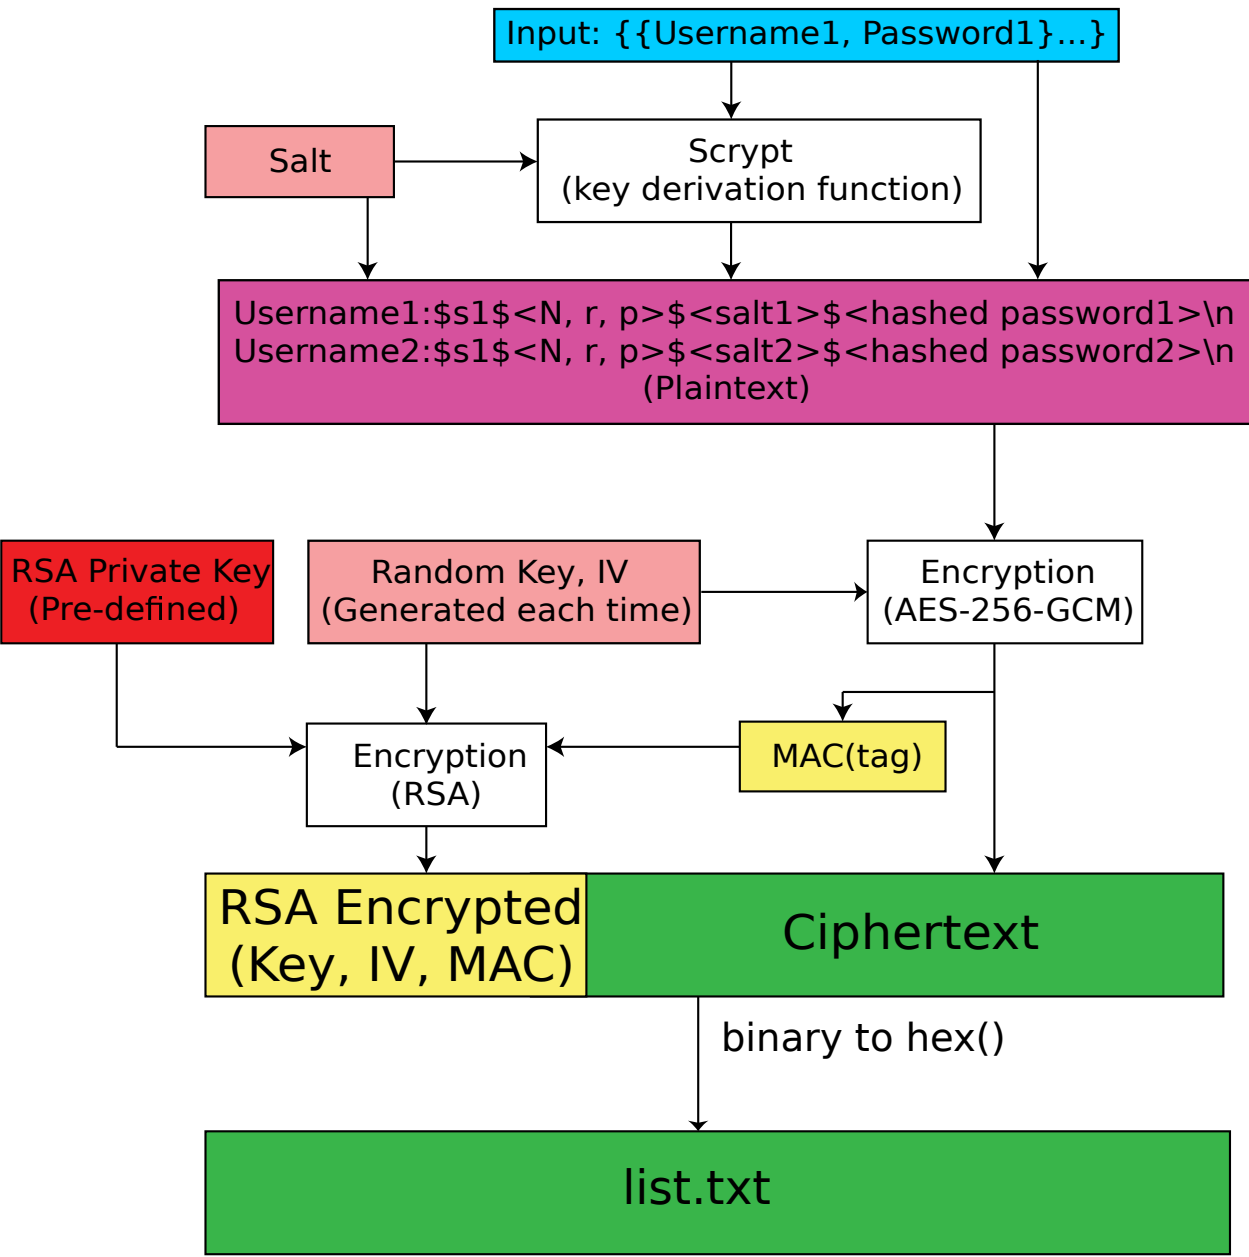 Input: {{Username1, Password1}...}
Salt
Scrypt
(key derivation function)
Username1:$s1$<N, r, p>$<salt1>$<hashed password1>\n
Username2:$s1$<N, r, p>$<salt2>$<hashed password2>\n
(Plaintext)
RSA Private Key
(Pre-defined)
Random Key, IV
(Generated each time)
Encryption
(AES-256-GCM)
Encryption
(RSA)
MAC(tag)
RSA Encrypted
(Key, IV, MAC)
Ciphertext
binary to hex()
list.txt